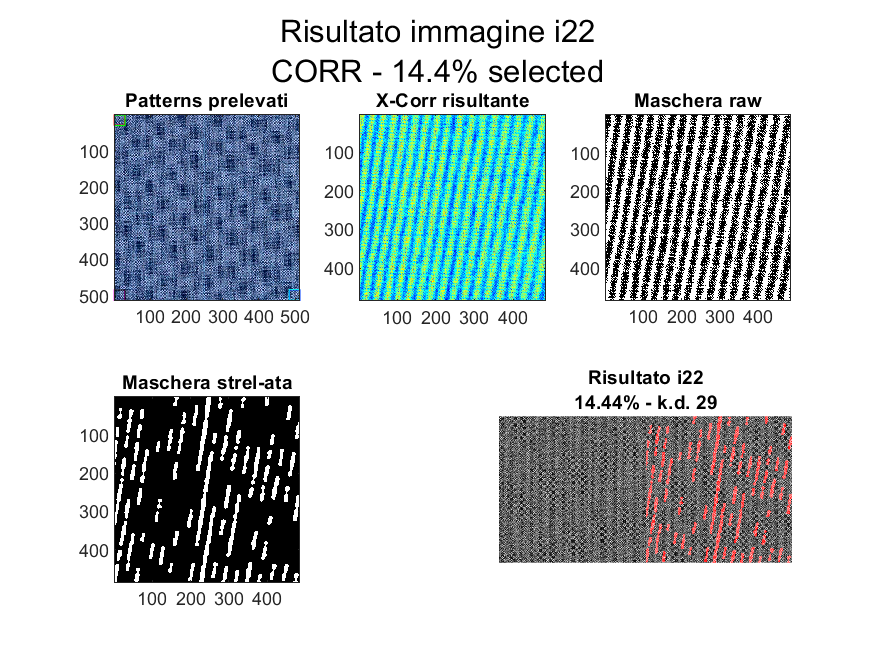 Risultato immagine i22
CORR - 14.4% selected
Patterns prelevati
100
200
300
400
500
100 200 300 400 500
X-Corr risultante
100
200
300
400
100 200 300 400
Maschera raw
100
200
300
400
100 200 300 400
Maschera strel-ata
100
200
300
400
100 200 300 400
Risultato i22
14.44% - k.d. 29